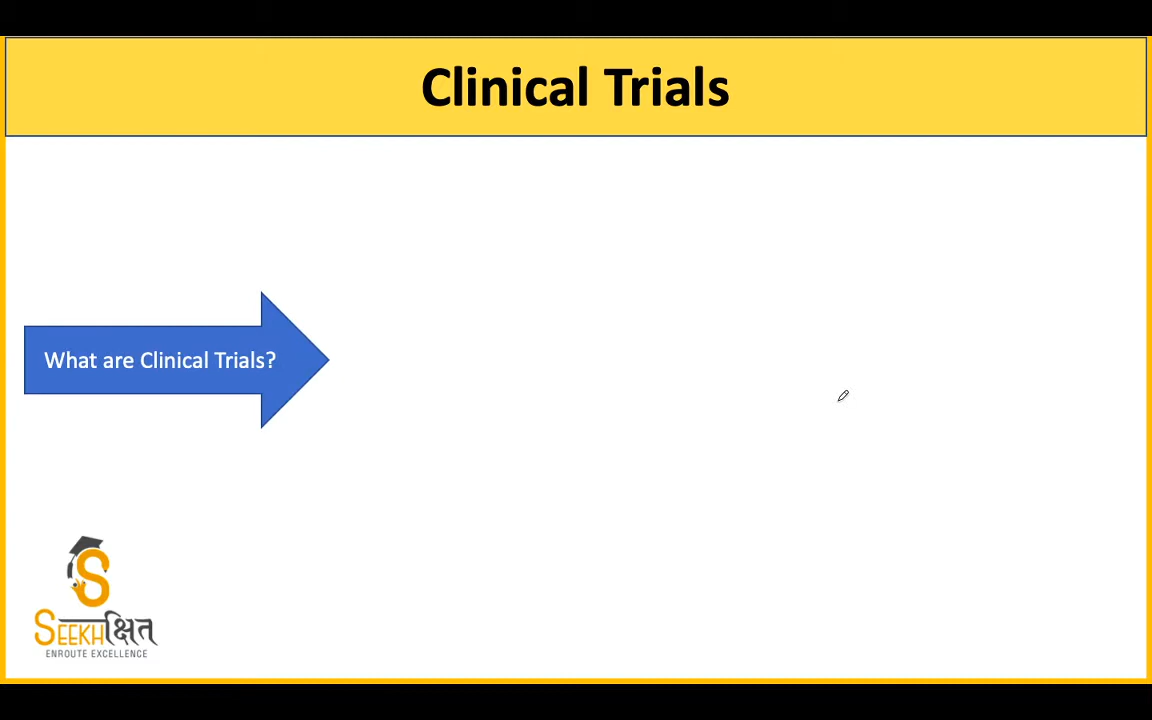 Clinical Trials
What are Clinical Trials?
S
SEEKHक्षित
ENROUTE EXCELLENCE